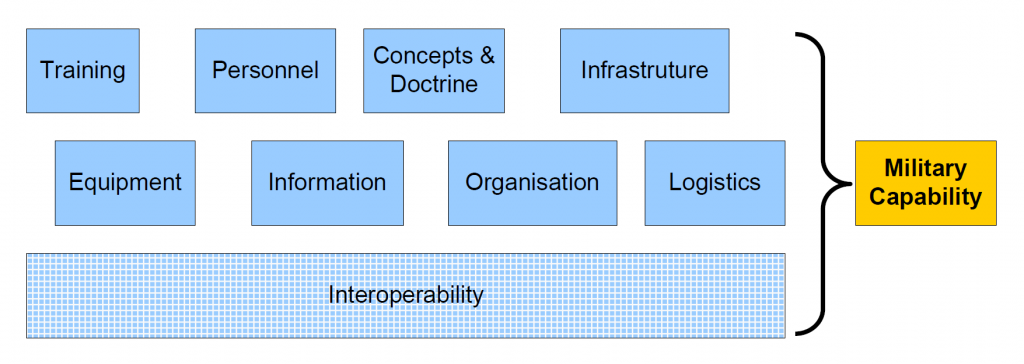 Training
Personnel
Concepts &
Doctrine
Infrastruture
Equipment
Information
Organisation
Logistics
Military
Capability
Interoperability